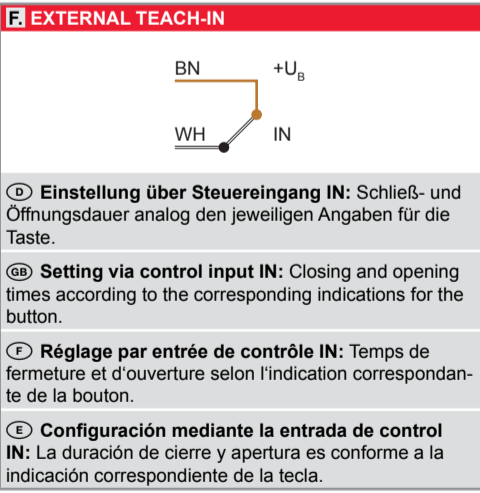 F. EXTERNAL TEACH-IN
BN +U_B
WH IN
D Einstellung über Steuereingang IN: Schließ- und
Öffnungsdauer analog den jeweiligen Angaben für die
Taste.
GB Setting via control input IN: Closing and opening
times according to the corresponding indications for the
button.
F Réglage par entrée de contrôle IN: Temps de
fermeture et d‘ouverture selon l‘indication correspondan-
te de la bouton.
E Configuración mediante la entrada de control
IN: La duración de cierre y apertura es conforme a la
indicación correspondiente de la tecla.